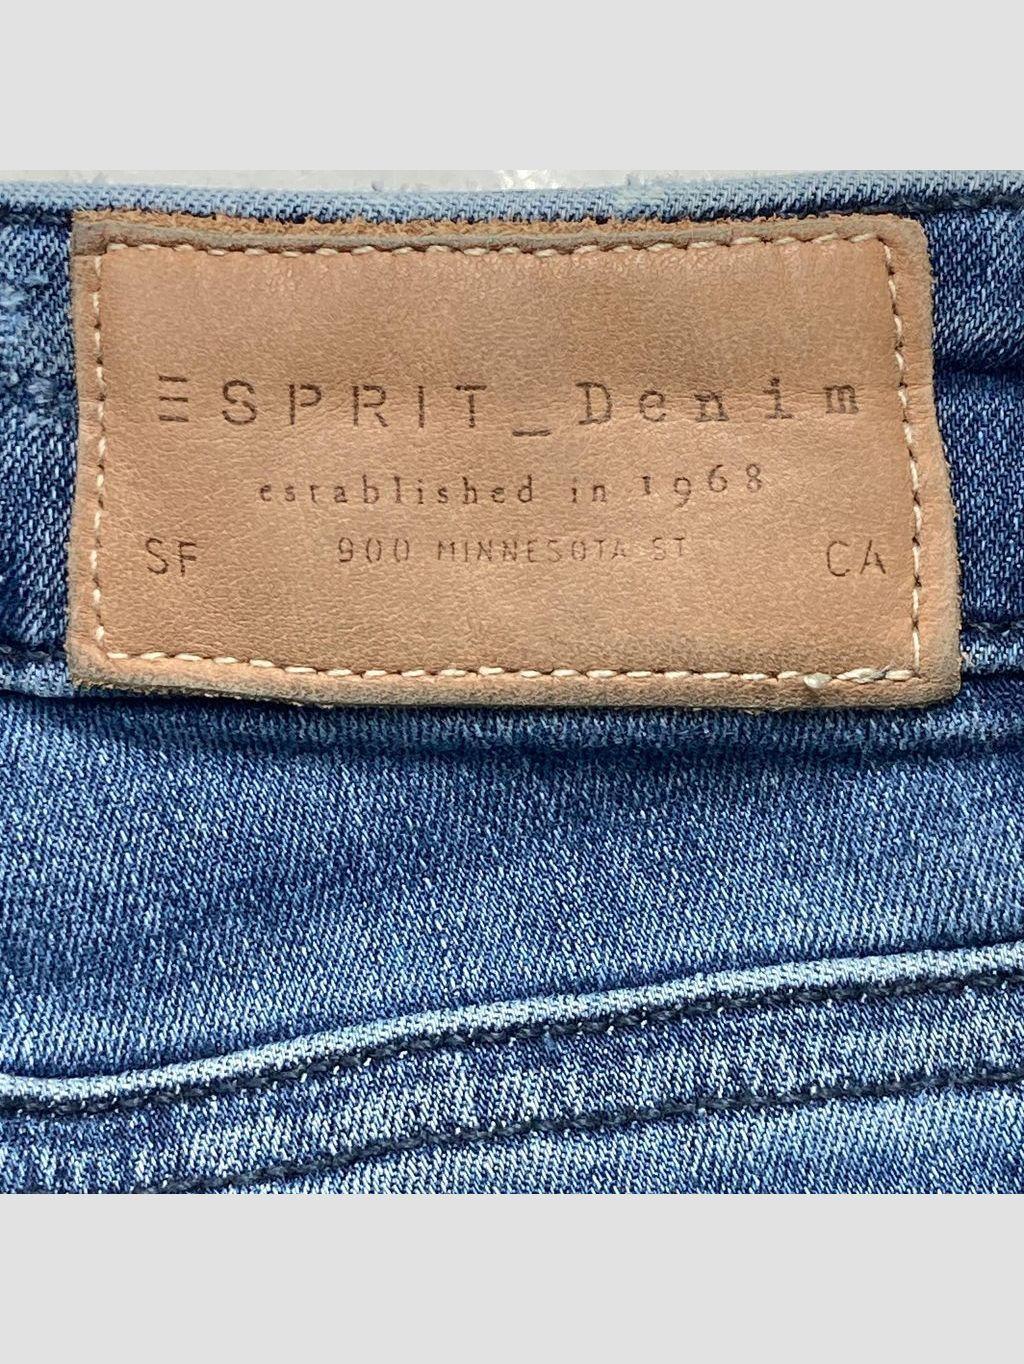 ESPRIT_Denim
established in 1968
SF 900 MINNESOTA ST CA